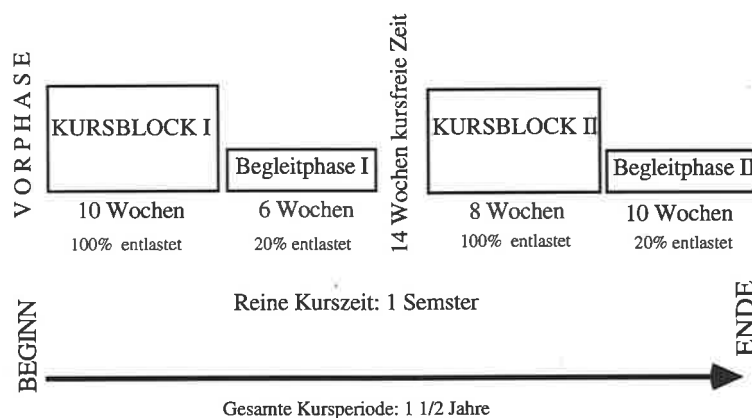 VORPHASE
KURSBLOCK I
Begleitphase I
10 Wochen
100% entlastet
6 Wochen
20% entlastet
14 Wochen kursfreie Zeit
KURSBLOCK II
Begleitphase II
8 Wochen
100% entlastet
10 Wochen
20% entlastet
Reine Kurszeit: 1 Semster
BEGINN
ENDE
Gesamte Kursperiode: 1 1/2 Jahre